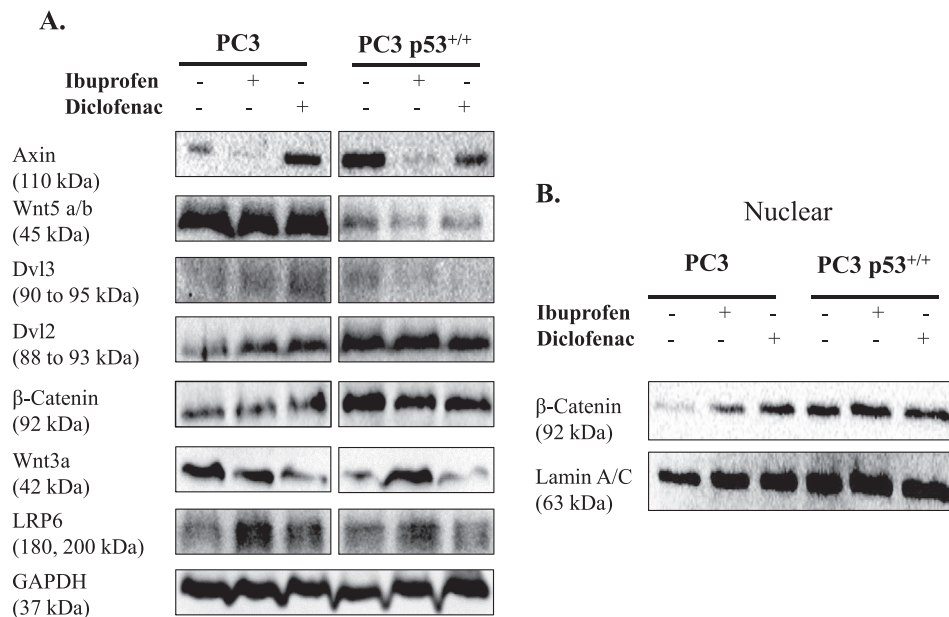 A.
PC3 PC3 p53+/+
Ibuprofen - + - - + -
Diclofenac - - + - - +
Axin
(110 kDa)
Wnt5 a/b
(45 kDa)
Dvl3
(90 to 95 kDa)
Dvl2
(88 to 93 kDa)
β-Catenin
(92 kDa)
Wnt3a
(42 kDa)
LRP6
(180, 200 kDa)
GAPDH
(37 kDa)
B.
Nuclear
PC3 PC3 p53+/+
Ibuprofen - + - - + -
Diclofenac - - + - - +
β-Catenin
(92 kDa)
Lamin A/C
(63 kDa)